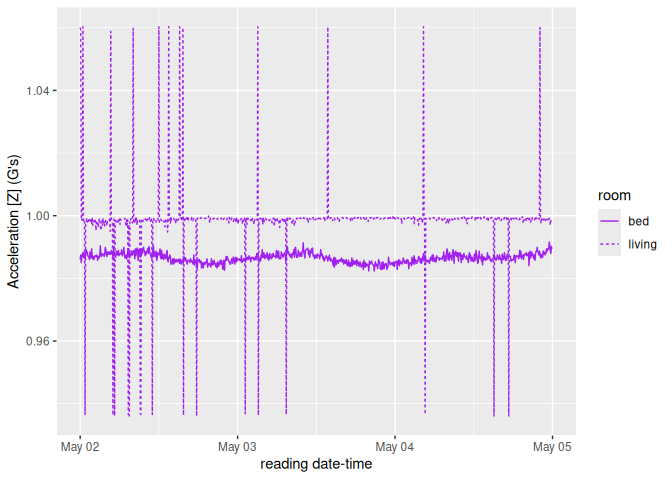 Acceleration [Z] (G's)
1.04
1.00
0.96
May 02
May 03
May 04
May 05
reading date-time
room
bed
living